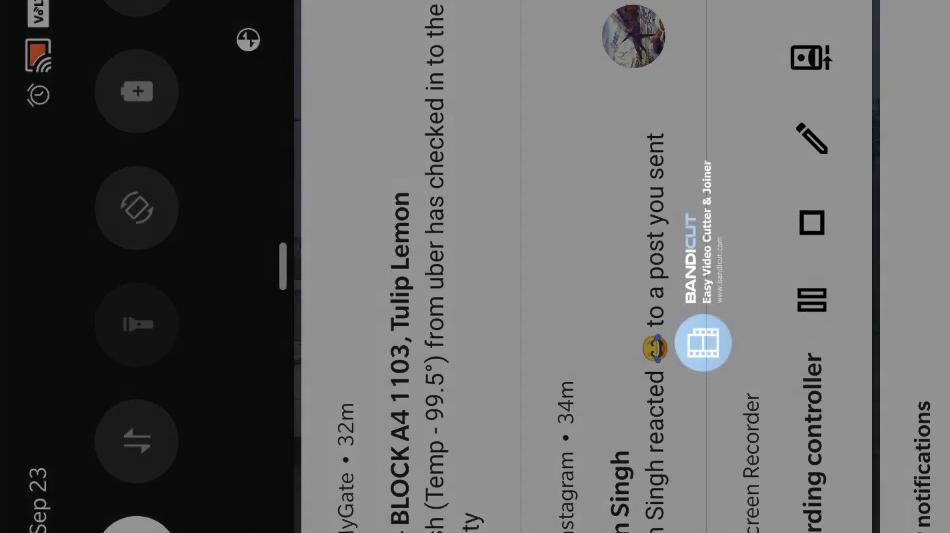 Sep 23
lyGate • 32m
BLOCK A4 1103, Tulip Lemon
sh (Temp - 99.5°) from uber has checked in to the
ty
nstagram • 34m
n Singh
n Singh reacted 😂 to a post you sent
BANDICUT
Easy Video Cutter & Joiner
www.bandicut.com
creen Recorder
rding controller
notifications